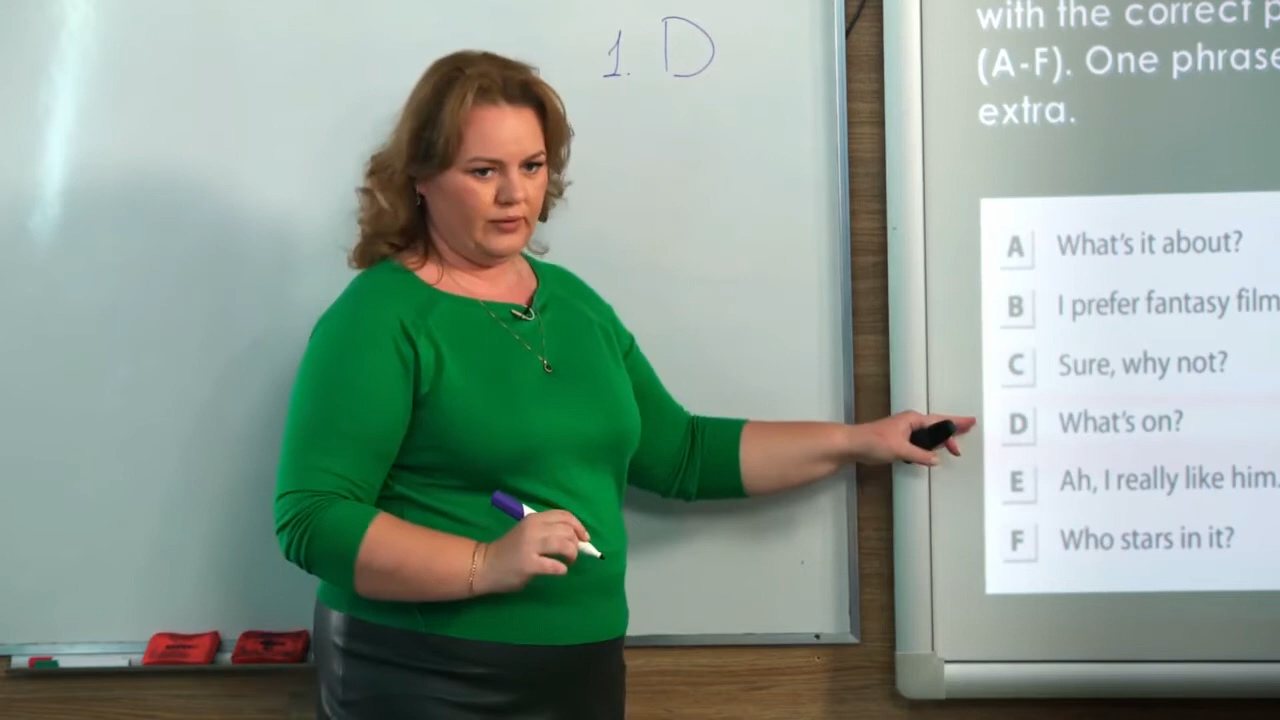 1. D
with the correct p
(A-F). One phrase
extra.
A What's it about?
B I prefer fantasy film
C Sure, why not?
D What's on?
E Ah, I really like him.
F Who stars in it?